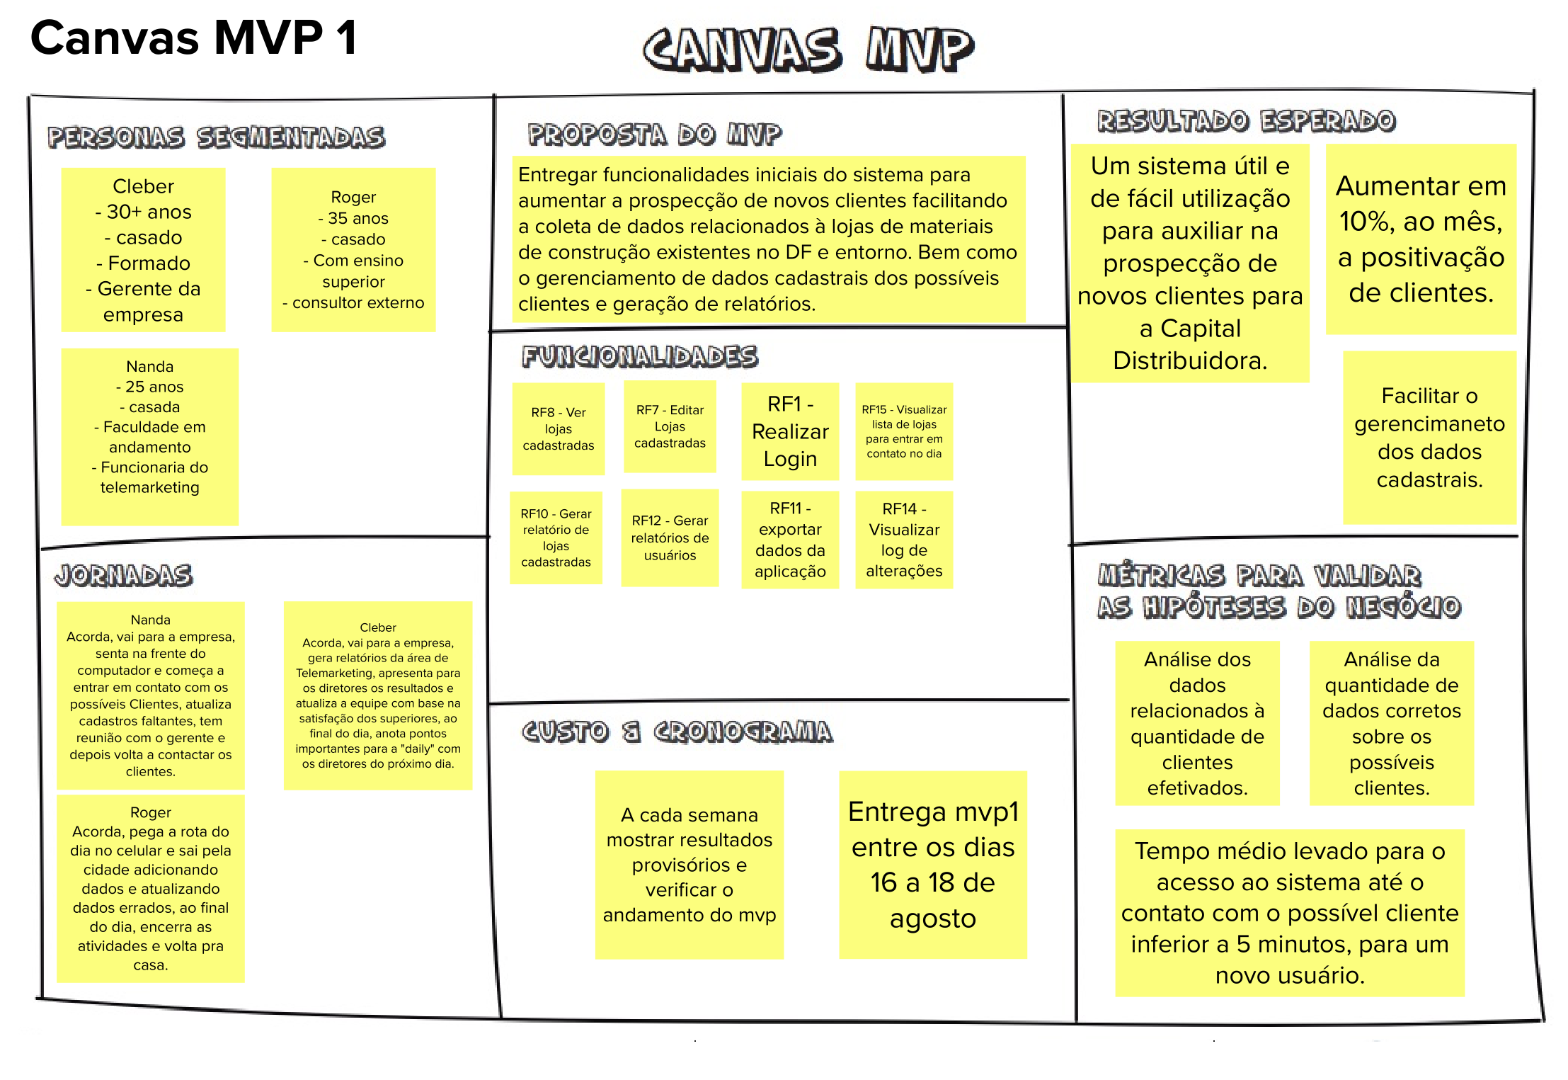 Canvas MVP 1
CANVAS MVP
PERSONAS SEGMENTADAS
Cleber
- 30+ anos
- casado
- Formado
- Gerente da
empresa
Roger
- 35 anos
- casado
- Com ensino
superior
- consultor externo
Nanda
- 25 anos
- casada
- Faculdade em
andamento
- Funcionaria do
telemarketing
JORNADAS
Nanda
Acorda, vai para a empresa,
senta na frente do
computador e começa a
entrar em contato com os
possíveis Clientes, atualiza
cadastros faltantes, tem
reunião com o gerente e
depois volta a contactar os
clientes.
Cleber
Acorda, vai para a empresa,
gera relatórios da área de
Telemarketing, apresenta para
os diretores os resultados e
atualiza a equipe com base na
satisfação dos superiores, ao
final do dia, anota pontos
importantes para a "daily" com
os diretores do próximo dia.
Roger
Acorda, pega a rota do
dia no celular e sai pela
cidade adicionando
dados e atualizando
dados errados, ao final
do dia, encerra as
atividades e volta pra
casa.
PROPOSTA DO MVP
Entregar funcionalidades iniciais do sistema para
aumentar a prospecção de novos clientes facilitando
a coleta de dados relacionados à lojas de materiais
de construção existentes no DF e entorno. Bem como
o gerenciamento de dados cadastrais dos possíveis
clientes e geração de relatórios.
FUNCIONALIDADES
RF8 - Ver
lojas
cadastradas
RF7 - Editar
Lojas
cadastradas
RF1 -
Realizar
Login
RF15 - Visualizar
lista de lojas
para entrar em
contato no dia
RF10 - Gerar
relatório de
lojas
cadastradas
RF12 - Gerar
relatórios de
usuários
RF11 -
exportar
dados da
aplicação
RF14 -
Visualizar
log de
alterações
CUSTO & CRONOGRAMA
A cada semana
mostrar resultados
provisórios e
verificar o
andamento do mvp
Entrega mvp1
entre os dias
16 a 18 de
agosto
RESULTADO ESPERADO
Um sistema útil e
de fácil utilização
para auxiliar na
prospecção de
novos clientes para
a Capital
Distribuidora.
Aumentar em
10%, ao mês,
a positivação
de clientes.
Facilitar o
gerencimaneto
dos dados
cadastrais.
MÉTRICAS PARA VALIDAR
AS HIPÓTESES DO NEGÓCIO
Análise dos
dados
relacionados à
quantidade de
clientes
efetivados.
Análise da
quantidade de
dados corretos
sobre os
possíveis
clientes.
Tempo médio levado para o
acesso ao sistema até o
contato com o possível cliente
inferior a 5 minutos, para um
novo usuário.